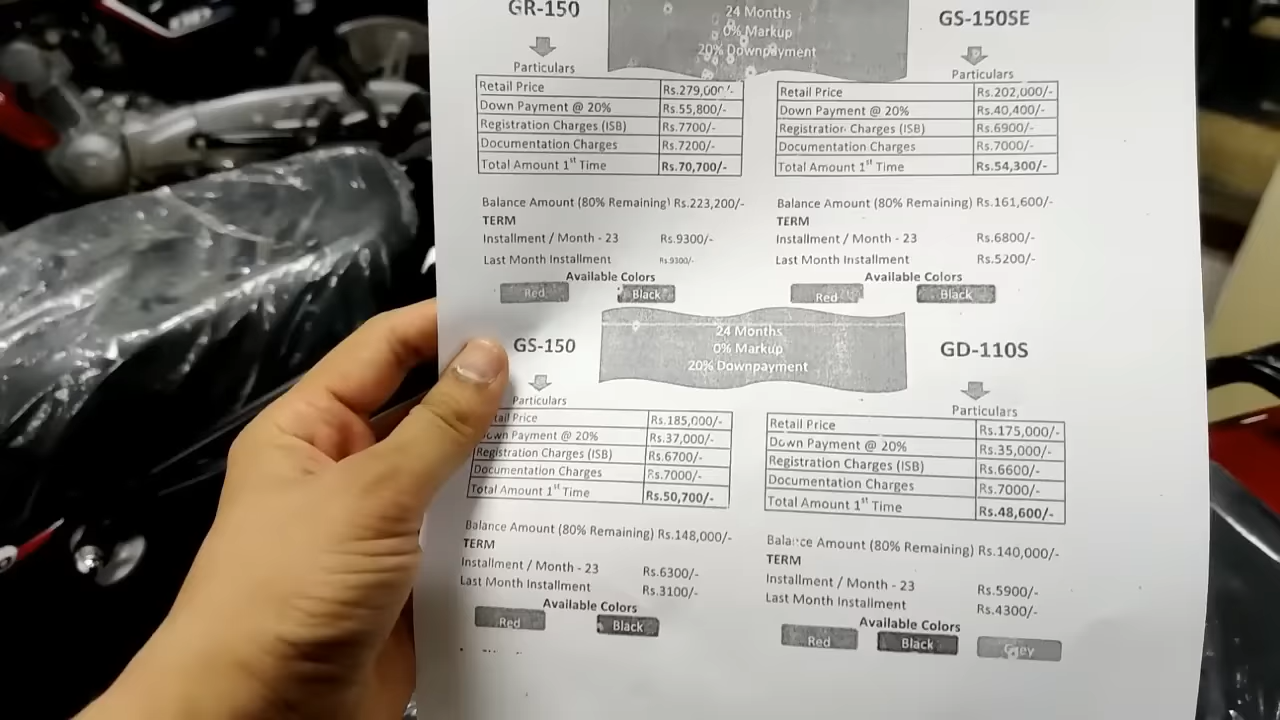 GR-150
24 Months
0% Markup
20% Downpayment
Particulars
Retail Price Rs.279,000/-
Down Payment @ 20% Rs.55,800/-
Registration Charges (ISB) Rs.7700/-
Documentation Charges Rs.7200/-
Total Amount 1st Time Rs.70,700/-
Balance Amount (80% Remaining) Rs.223,200/-
TERM
Installment / Month - 23 Rs.9300/-
Last Month Installment Rs.9300/-
Available Colors
Red Black
GS-150SE
Particulars
Retail Price Rs.202,000/-
Down Payment @ 20% Rs.40,400/-
Registration Charges (ISB) Rs.6900/-
Documentation Charges Rs.7000/-
Total Amount 1st Time Rs.54,300/-
Balance Amount (80% Remaining) Rs.161,600/-
TERM
Installment / Month - 23 Rs.6800/-
Last Month Installment Rs.5200/-
Available Colors
Red Black
GS-150
24 Months
0% Markup
20% Downpayment
Particulars
tail Price Rs.185,000/-
own Payment @ 20% Rs.37,000/-
Registration Charges (ISB) Rs.6700/-
Documentation Charges Rs.7000/-
Total Amount 1st Time Rs.50,700/-
Balance Amount (80% Remaining) Rs.148,000/-
TERM
Installment / Month - 23 Rs.6300/-
Last Month Installment Rs.3100/-
Available Colors
Red Black
GD-110S
Particulars
Retail Price Rs.175,000/-
Down Payment @ 20% Rs.35,000/-
Registration Charges (ISB) Rs.6600/-
Documentation Charges Rs.7000/-
Total Amount 1st Time Rs.48,600/-
Balance Amount (80% Remaining) Rs.140,000/-
TERM
Installment / Month - 23 Rs.5900/-
Last Month Installment Rs.4300/-
Available Colors
Red Black Grey